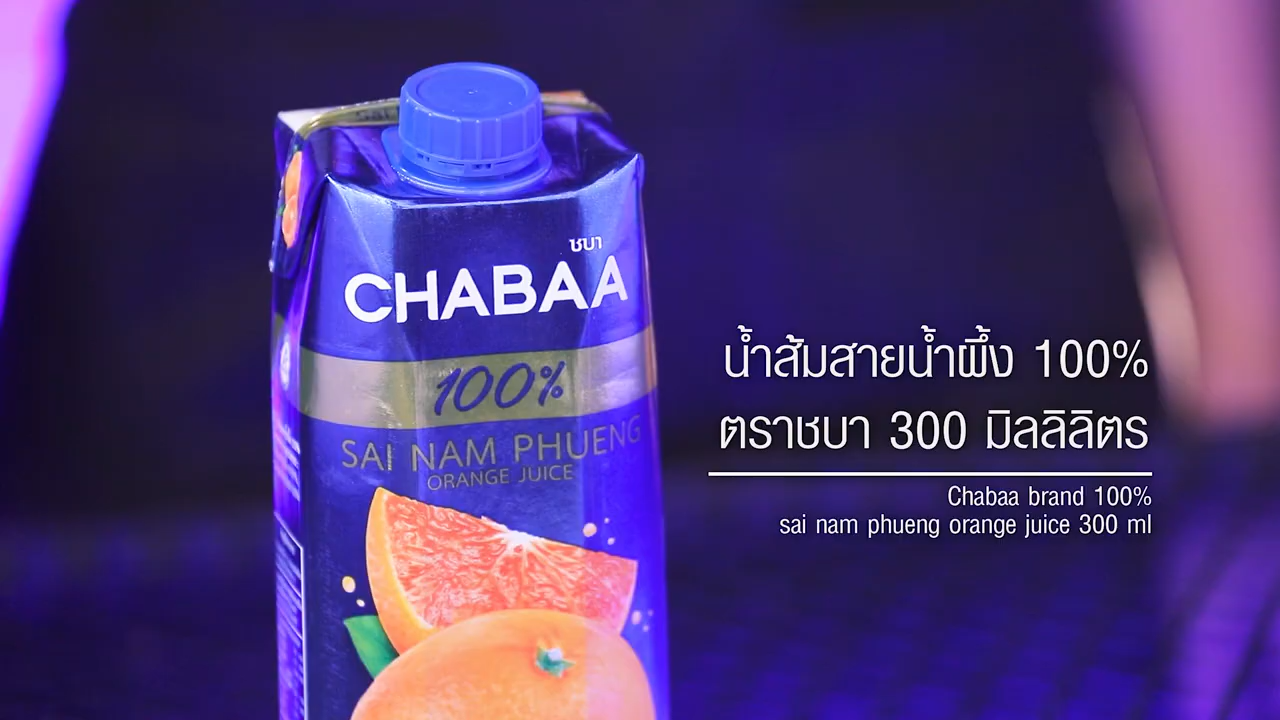 ชบา
CHABAA
100%
SAI NAM PHUENG
ORANGE JUICE
น้ำส้มสายน้ำผึ้ง 100%
ตราชบา 300 มิลลิลิตร
Chabaa brand 100%
sai nam phueng orange juice 300 ml